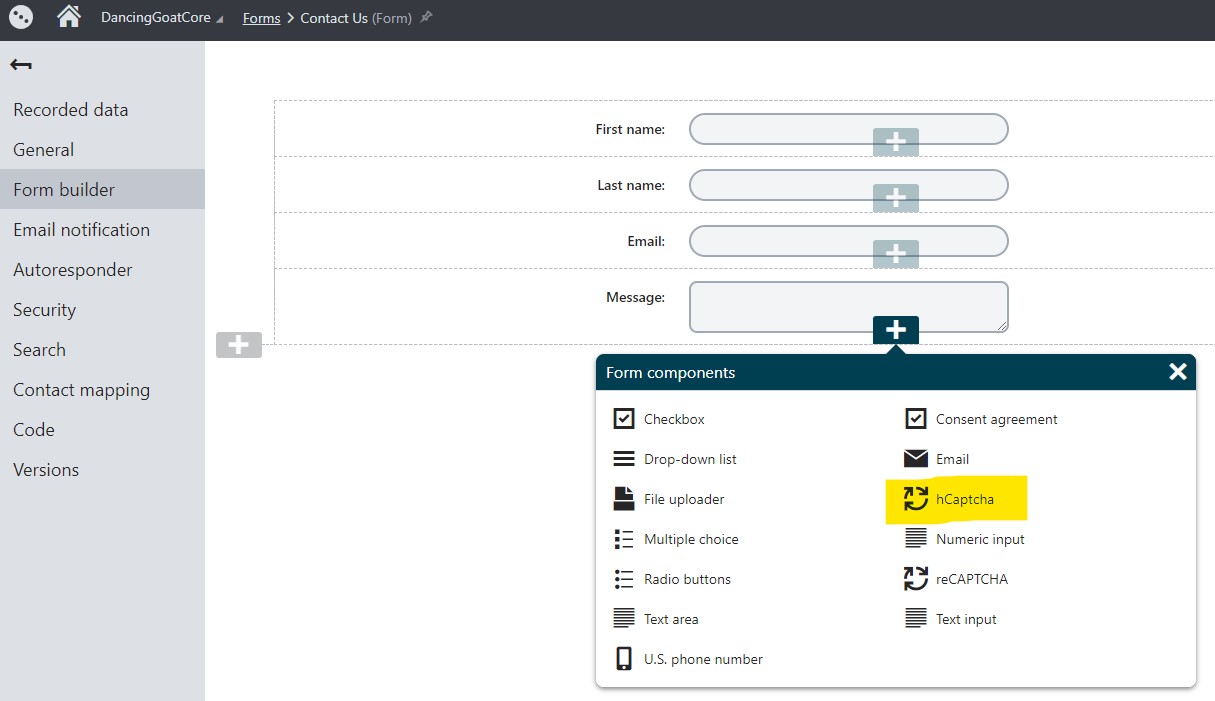 DancingGoatCore Forms > Contact Us (Form)
Recorded data
General
Form builder
Email notification
Autoresponder
Security
Search
Contact mapping
Code
Versions
First name:
Last name:
Email:
Message:
Form components
Checkbox
Consent agreement
Drop-down list
Email
File uploader
hCaptcha
Multiple choice
Numeric input
Radio buttons
reCAPTCHA
Text area
Text input
U.S. phone number